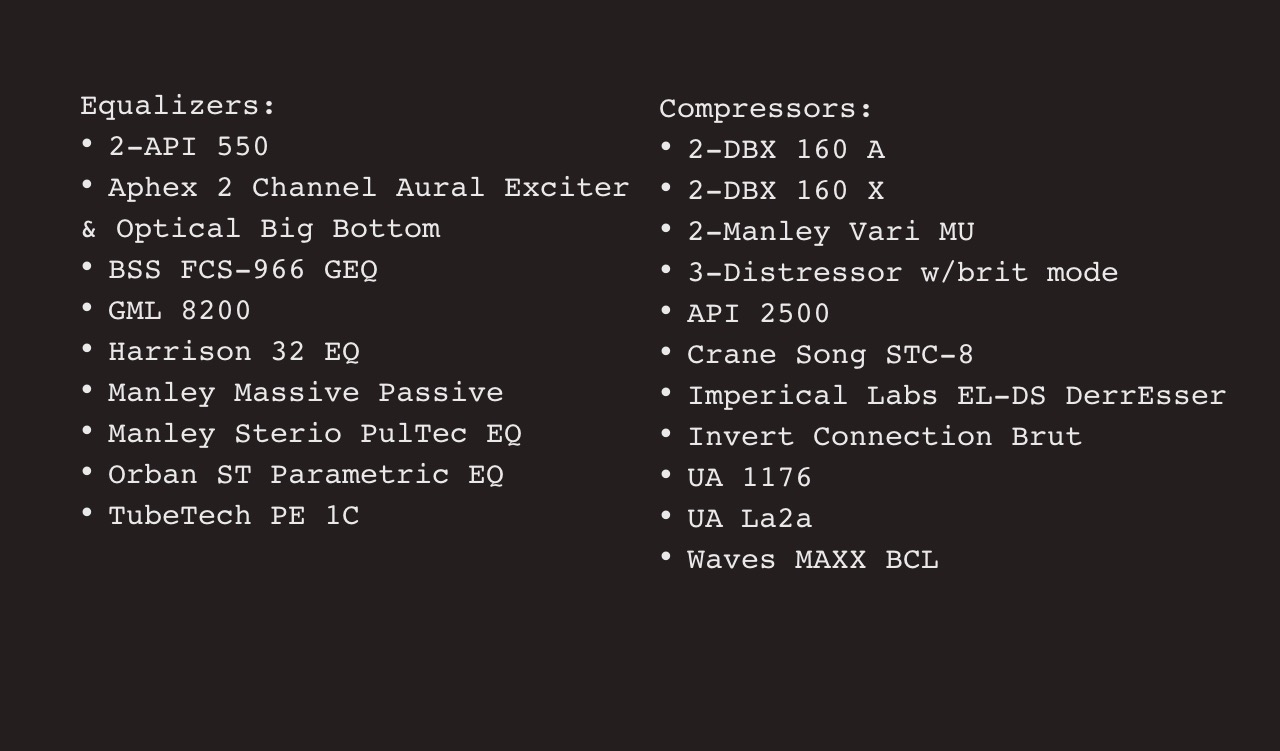 Equalizers:
• 2-API 550
• Aphex 2 Channel Aural Exciter
& Optical Big Bottom
• BSS FCS-966 GEQ
• GML 8200
• Harrison 32 EQ
• Manley Massive Passive
• Manley Sterio PulTec EQ
• Orban ST Parametric EQ
• TubeTech PE 1C
Compressors:
• 2-DBX 160 A
• 2-DBX 160 X
• 2-Manley Vari MU
• 3-Distressor w/brit mode
• API 2500
• Crane Song STC-8
• Imperical Labs EL-DS DerrEsser
• Invert Connection Brut
• UA 1176
• UA La2a
• Waves MAXX BCL